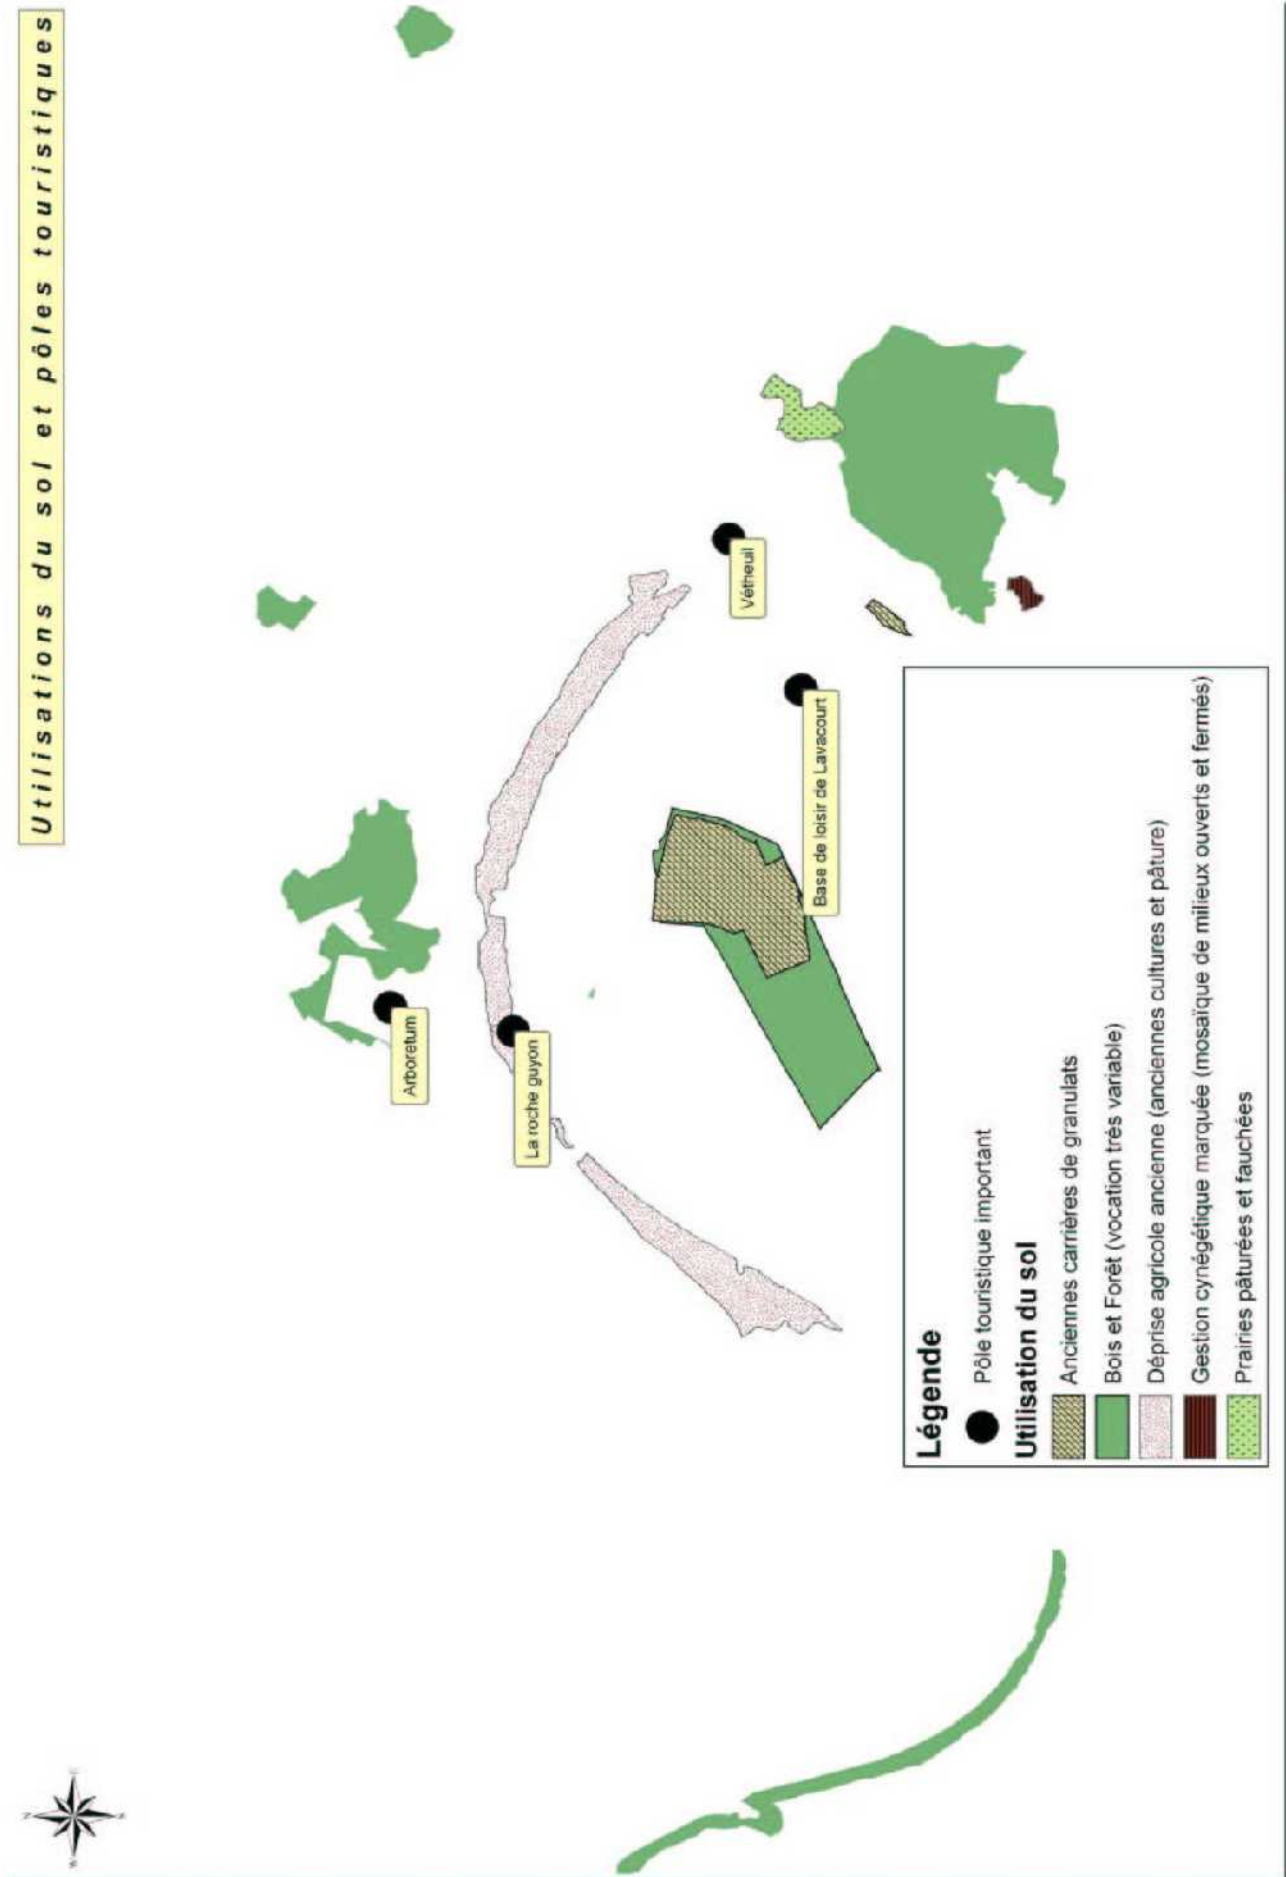 Utilisations du sol et pôles touristiques
Arboretum
La roche guyon
Vétheuil
Base de loisir de Lavacourt
Légende
Pôle touristique important
Utilisation du sol
Anciennes carrières de granulats
Bois et Forêt (vocation très variable)
Déprise agricole ancienne (anciennes cultures et pâture)
Gestion cynégétique marquée (mosaïque de milieux ouverts et fermés)
Prairies pâturées et fauchées